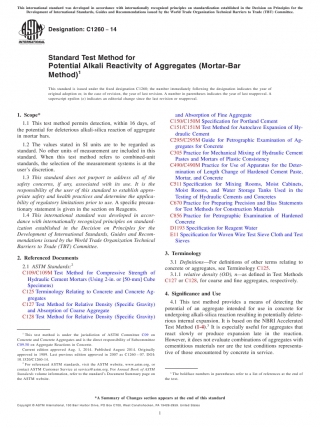 This international standard was developed in accordance with internationally recognized principles on standardization established in the Decision on Principles for the
Development of International Standards, Guides and Recommendations issued by the World Trade Organization Technical Barriers to Trade (TBT) Committee.
Designation: C1260 − 14
Standard Test Method for
Potential Alkali Reactivity of Aggregates (Mortar-Bar
Method)1
This standard is issued under the fixed designation C1260; the number immediately following the designation indicates the year of
original adoption or, in the case of revision, the year of last revision. A number in parentheses indicates the year of last reapproval. A
superscript epsilon (ε) indicates an editorial change since the last revision or reapproval.
1. Scope*
1.1 This test method permits detection, within 16 days, of
the potential for deleterious alkali-silica reaction of aggregate
in mortar bars.
1.2 The values stated in SI units are to be regarded as
standard. No other units of measurement are included in this
standard. When this test method refers to combined-unit
standards, the selection of the measurement systems is at the
user's discretion.
1.3 This standard does not purport to address all of the
safety concerns, if any, associated with its use. It is the
responsibility of the user of this standard to establish appro-
priate safety and health practices and determine the applica-
bility of regulatory limitations prior to use. A specific precau-
tionary statement is given in the section on Reagents.
1.4 This international standard was developed in accor-
dance with internationally recognized principles on standard-
ization established in the Decision on Principles for the
Development of International Standards, Guides and Recom-
mendations issued by the World Trade Organization Technical
Barriers to Trade (TBT) Committee.
2. Referenced Documents
2.1 ASTM Standards:2
C109/C109M Test Method for Compressive Strength of
Hydraulic Cement Mortars (Using 2-in. or [50-mm] Cube
Specimens)
C125 Terminology Relating to Concrete and Concrete Ag-
gregates
C127 Test Method for Relative Density (Specific Gravity)
and Absorption of Coarse Aggregate
C128 Test Method for Relative Density (Specific Gravity)
1 This test method is under the jurisdiction of ASTM Committee C09 on
Concrete and Concrete Aggregates and is the direct responsibility of Subcommittee
C09.50 on Aggregate Reactions in Concrete.
Current edition approved Aug. 1, 2014. Published August 2014. Originally
approved in 1989. Last previous edition approved in 2007 as C1260 – 07. DOI:
10.1520/C1260-14.
2 For referenced ASTM standards, visit the ASTM website, www.astm.org, or
contact ASTM Customer Service at service@astm.org. For Annual Book of ASTM
Standards volume information, refer to the standard's Document Summary page on
the ASTM website.
and Absorption of Fine Aggregate
C150/C150M Specification for Portland Cement
C151/C151M Test Method for Autoclave Expansion of Hy-
draulic Cement
C295/C295M Guide for Petrographic Examination of Ag-
gregates for Concrete
C305 Practice for Mechanical Mixing of Hydraulic Cement
Pastes and Mortars of Plastic Consistency
C490/C490M Practice for Use of Apparatus for the Deter-
mination of Length Change of Hardened Cement Paste,
Mortar, and Concrete
C511 Specification for Mixing Rooms, Moist Cabinets,
Moist Rooms, and Water Storage Tanks Used in the
Testing of Hydraulic Cements and Concretes
C670 Practice for Preparing Precision and Bias Statements
for Test Methods for Construction Materials
C856 Practice for Petrographic Examination of Hardened
Concrete
D1193 Specification for Reagent Water
E11 Specification for Woven Wire Test Sieve Cloth and Test
Sieves
3. Terminology
3.1 Definitions—For definitions of other terms relating to
concrete or aggregates, see Terminology C125.
3.1.1 relative density (OD), n—as defined in Test Methods
C127 and C128, for coarse and fine aggregates, respectively.
4. Significance and Use
4.1 This test method provides a means of detecting the
potential of an aggregate intended for use in concrete for
undergoing alkali-silica reaction resulting in potentially delete-
rious internal expansion. It is based on the NBRI Accelerated
Test Method (1-4).3 It is especially useful for aggregates that
react slowly or produce expansion late in the reaction.
However, it does not evaluate combinations of aggregates with
cementitious materials nor are the test conditions representa-
tive of those encountered by concrete in service.
3 The boldface numbers in parentheses refer to a list of references at the end of
the text.
*A Summary of Changes section appears at the end of this standard
1